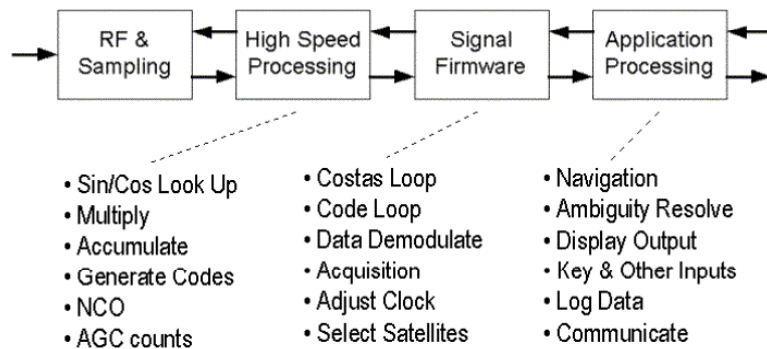 RF &
Sampling
High Speed
Processing
Signal
Firmware
Application
Processing
• Sin/Cos Look Up
• Multiply
• Accumulate
• Generate Codes
• NCO
• AGC counts
• Costas Loop
• Code Loop
• Data Demodulate
• Acquisition
• Adjust Clock
• Select Satellites
• Navigation
• Ambiguity Resolve
• Display Output
• Key & Other Inputs
• Log Data
• Communicate